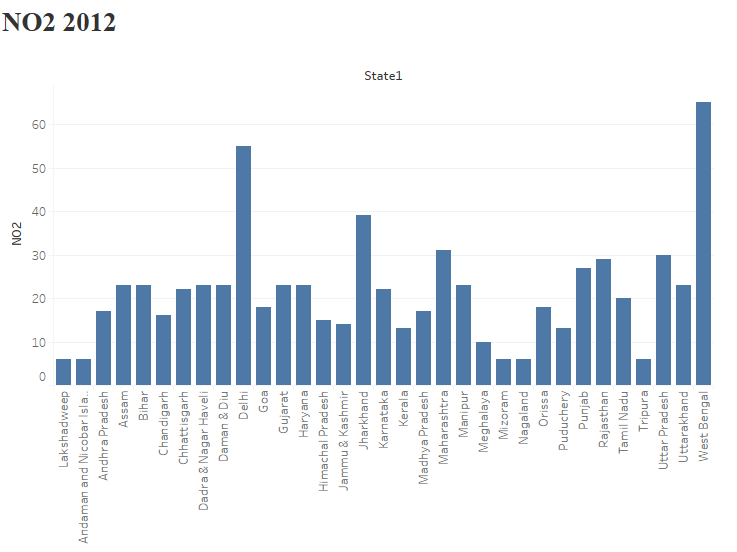 NO2 2012
State1
NO2
60
50
40
30
20
10
0
Lakshadweep
Andaman and Nicobar Isla..
Andhra Pradesh
Assam
Bihar
Chandigarh
Chhattisgarh
Dadra & Nagar Haveli
Daman & Diu
Delhi
Goa
Gujarat
Haryana
Himachal Pradesh
Jammu & Kashmir
Jharkhand
Karnataka
Kerala
Madhya Pradesh
Maharashtra
Manipur
Meghalaya
Mizoram
Nagaland
Orissa
Puduchery
Punjab
Rajasthan
Tamil Nadu
Tripura
Uttar Pradesh
Uttarakhand
West Bengal